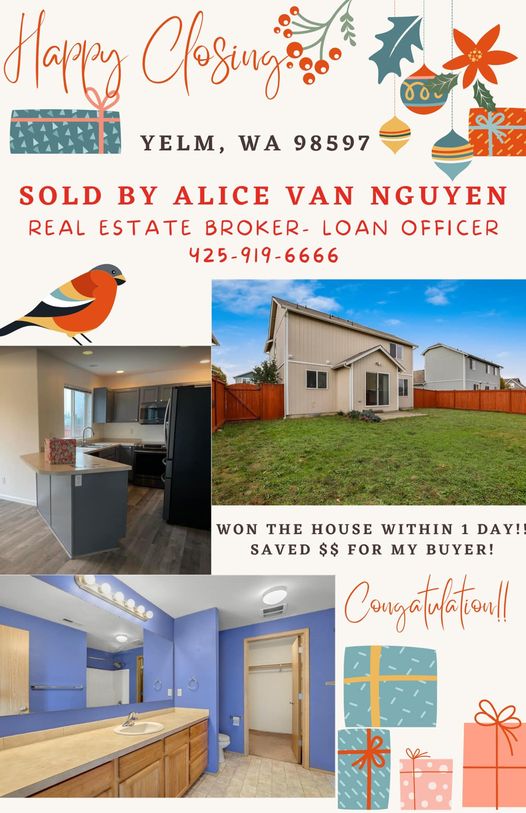 Happy Closing
YELM, WA 98597
SOLD BY ALICE VAN NGUYEN
REAL ESTATE BROKER- LOAN OFFICER
425-919-6666
WON THE HOUSE WITHIN 1 DAY!!
SAVED $$ FOR MY BUYER!
Congatulation!!